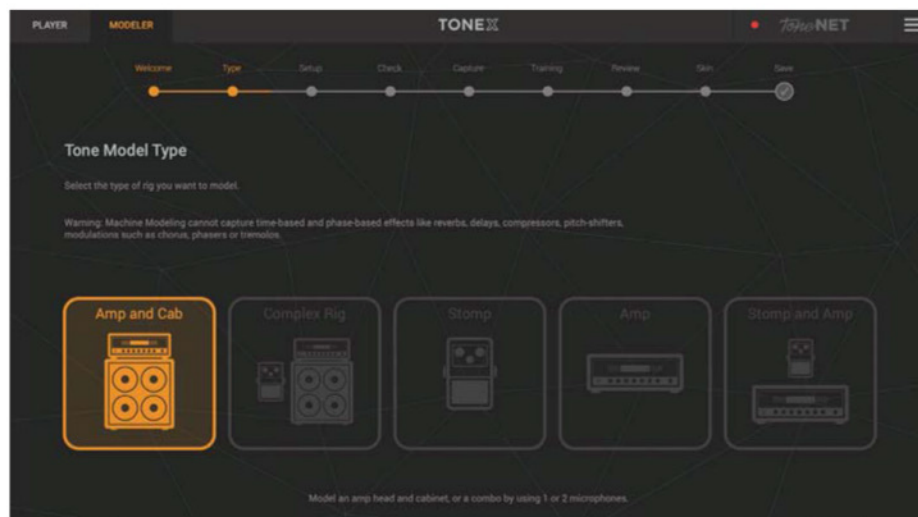 PLAYER MODELER TONEX ToneNET
Welcome Type Setup Check Capture Training Review Skin Save
Tone Model Type
Select the type of rig you want to model.
Warning: Machine Modeling cannot capture time-based and phase-based effects like reverbs, delays, compressors, pitch-shifters,
modulations such as chorus, phasers or tremolos.
Amp and Cab Complex Rig Stomp Amp Stomp and Amp
Model an amp head and cabinet, or a combo by using 1 or 2 microphones.